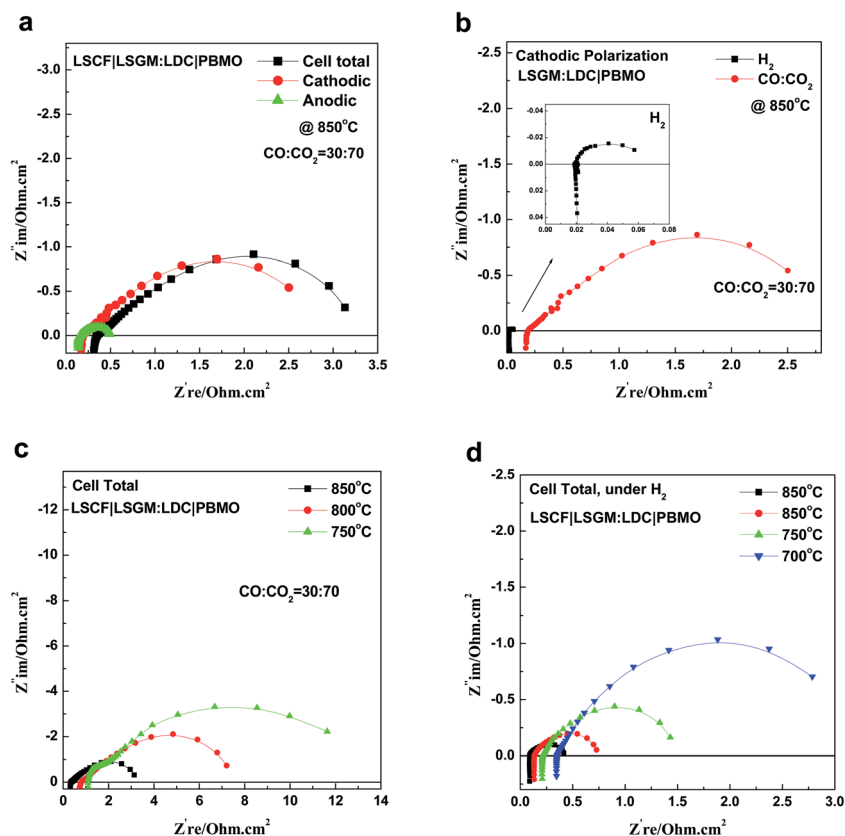 a
LSCF|LSGM:LDC|PBMO
Cell total
Cathodic
Anodic
@ 850°C
CO:CO₂=30:70
-3.0
-2.5
-2.0
-1.5
-1.0
-0.5
0.0
Z''im/Ohm.cm²
0.0 0.5 1.0 1.5 2.0 2.5 3.0 3.5
Z're/Ohm.cm²
b
Cathodic Polarization
LSGM:LDC|PBMO
H₂
CO:CO₂
@ 850°C
H₂
-0.04
-0.02
0.00
0.02
0.04
0.00 0.02 0.04 0.06 0.08
CO:CO₂=30:70
-2.5
-2.0
-1.5
-1.0
-0.5
0.0
Z''im/Ohm.cm²
0.0 0.5 1.0 1.5 2.0 2.5
Z're/Ohm.cm²
c
Cell Total
LSCF|LSGM:LDC|PBMO
850°C
800°C
750°C
CO:CO₂=30:70
-12
-10
-8
-6
-4
-2
0
Z''im/Ohm.cm²
0 2 4 6 8 10 12 14
Z're/Ohm.cm²
d
Cell Total, under H₂
LSCF|LSGM:LDC|PBMO
850°C
850°C
750°C
700°C
-2.5
-2.0
-1.5
-1.0
-0.5
0.0
Z''im/Ohm.cm²
0.0 0.5 1.0 1.5 2.0 2.5 3.0
Z're/Ohm.cm²